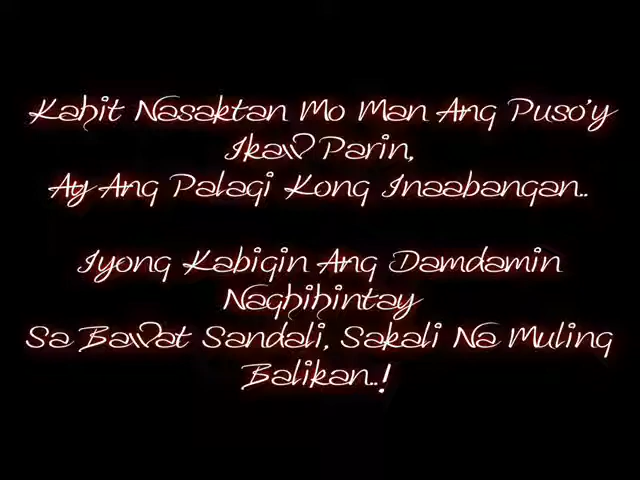 Kahit Nasaktan Mo Man Ang Puso'y
Ikaw Parin,
Ay Ang Palagi Kong Inaabangan..
Iyong Kabigin Ang Damdamin
Naghihintay
Sa Bawat Sandali, Sakali Na Muling
Balikan..!